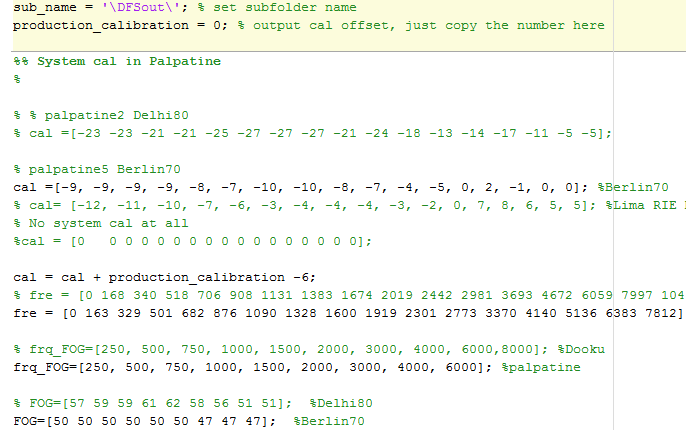 sub_name = '\DFSout\'; % set subfolder name
production_calibration = 0; % output cal offset, just copy the number here
%% System cal in Palpatine
%
% % palpatine2 Delhi80
% cal =[-23 -23 -21 -21 -25 -27 -27 -27 -21 -24 -18 -13 -14 -17 -11 -5 -5];
% palpatine5 Berlin70
cal =[-9, -9, -9, -9, -8, -7, -10, -10, -8, -7, -4, -5, 0, 2, -1, 0, 0]; %Berlin70
% cal= [-12, -11, -10, -7, -6, -3, -4, -4, -4, -3, -2, 0, 7, 8, 6, 5, 5]; %Lima RIE
% No system cal at all
%cal = [0   0 0 0 0 0 0 0 0 0 0 0 0 0 0 0 0];
cal = cal + production_calibration -6;
% fre = [0 168 340 518 706 908 1131 1383 1674 2019 2442 2981 3693 4672 6059 7997 104
fre = [0 163 329 501 682 876 1090 1328 1600 1919 2301 2773 3370 4140 5136 6383 7812]
% frq_FOG=[250, 500, 750, 1000, 1500, 2000, 3000, 4000, 6000,8000]; %Dooku
frq_FOG=[250, 500, 750, 1000, 1500, 2000, 3000, 4000, 6000]; %palpatine
% FOG=[57 59 59 61 62 58 56 51 51];  %Delhi80
FOG=[50 50 50 50 50 50 47 47 47];  %Berlin70